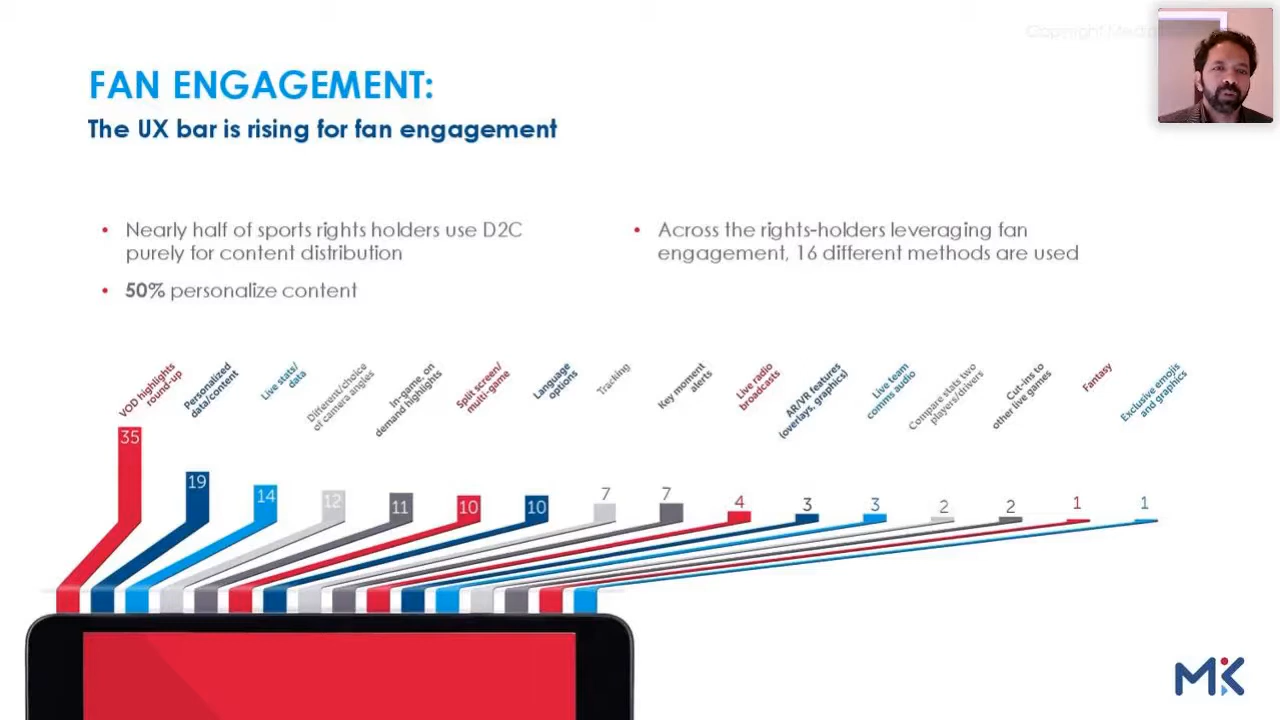 Copyright Media
FAN ENGAGEMENT:
The UX bar is rising for fan engagement
• Nearly half of sports rights holders use D2C
purely for content distribution
• 50% personalize content
• Across the rights-holders leveraging fan
engagement, 16 different methods are used
VOD highlights
round-up
Personalized
data/content
Live stats/
data
Different/choice
of camera angles
In-game, on
demand highlights
Split screen/
multi-game
Language
options
Tracking
Key moment
alerts
Live radio
broadcasts
AR/VR features
(overlays, graphics)
Live team
comms audio
Compare stats two
players/drivers
Cut-ins to
other live games
Fantasy
Exclusive emojis
and graphics
35
19
14
12
11
10
10
7
7
4
3
3
2
2
1
1
MK